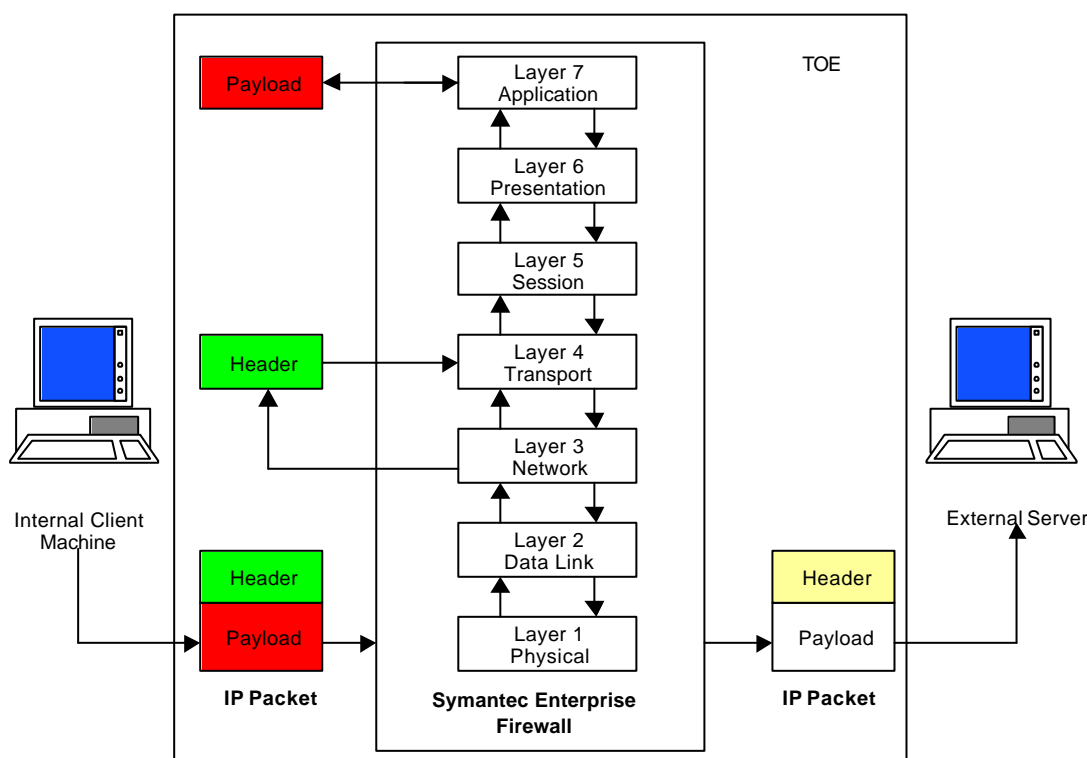 TOE
Payload
Layer 7
Application
Layer 6
Presentation
Layer 5
Session
Header
Layer 4
Transport
Layer 3
Network
Internal Client
Machine
External Server
Layer 2
Data Link
Header
Payload
Layer 1
Physical
Header
Payload
IP Packet
Symantec Enterprise
Firewall
IP Packet